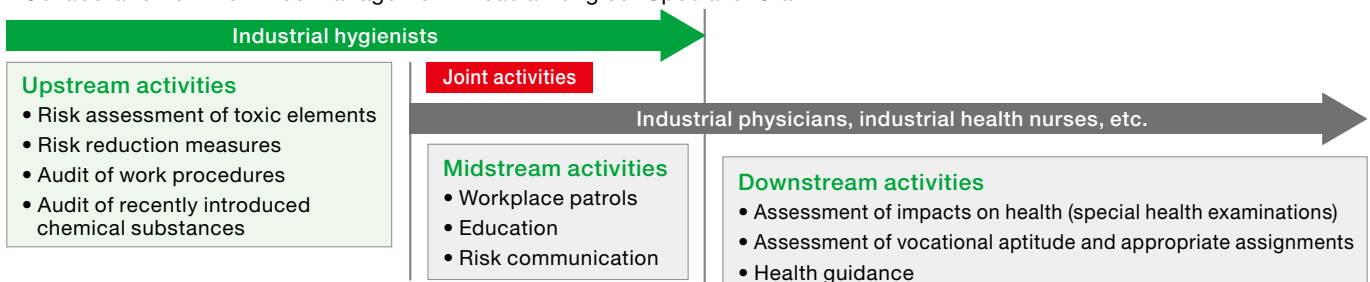 Industrial hygienists
Upstream activities
• Risk assessment of toxic elements
• Risk reduction measures
• Audit of work procedures
• Audit of recently introduced
chemical substances
Joint activities
Industrial physicians, industrial health nurses, etc.
Midstream activities
• Workplace patrols
• Education
• Risk communication
Downstream activities
• Assessment of impacts on health (special health examinations)
• Assessment of vocational aptitude and appropriate assignments
• Health guidance